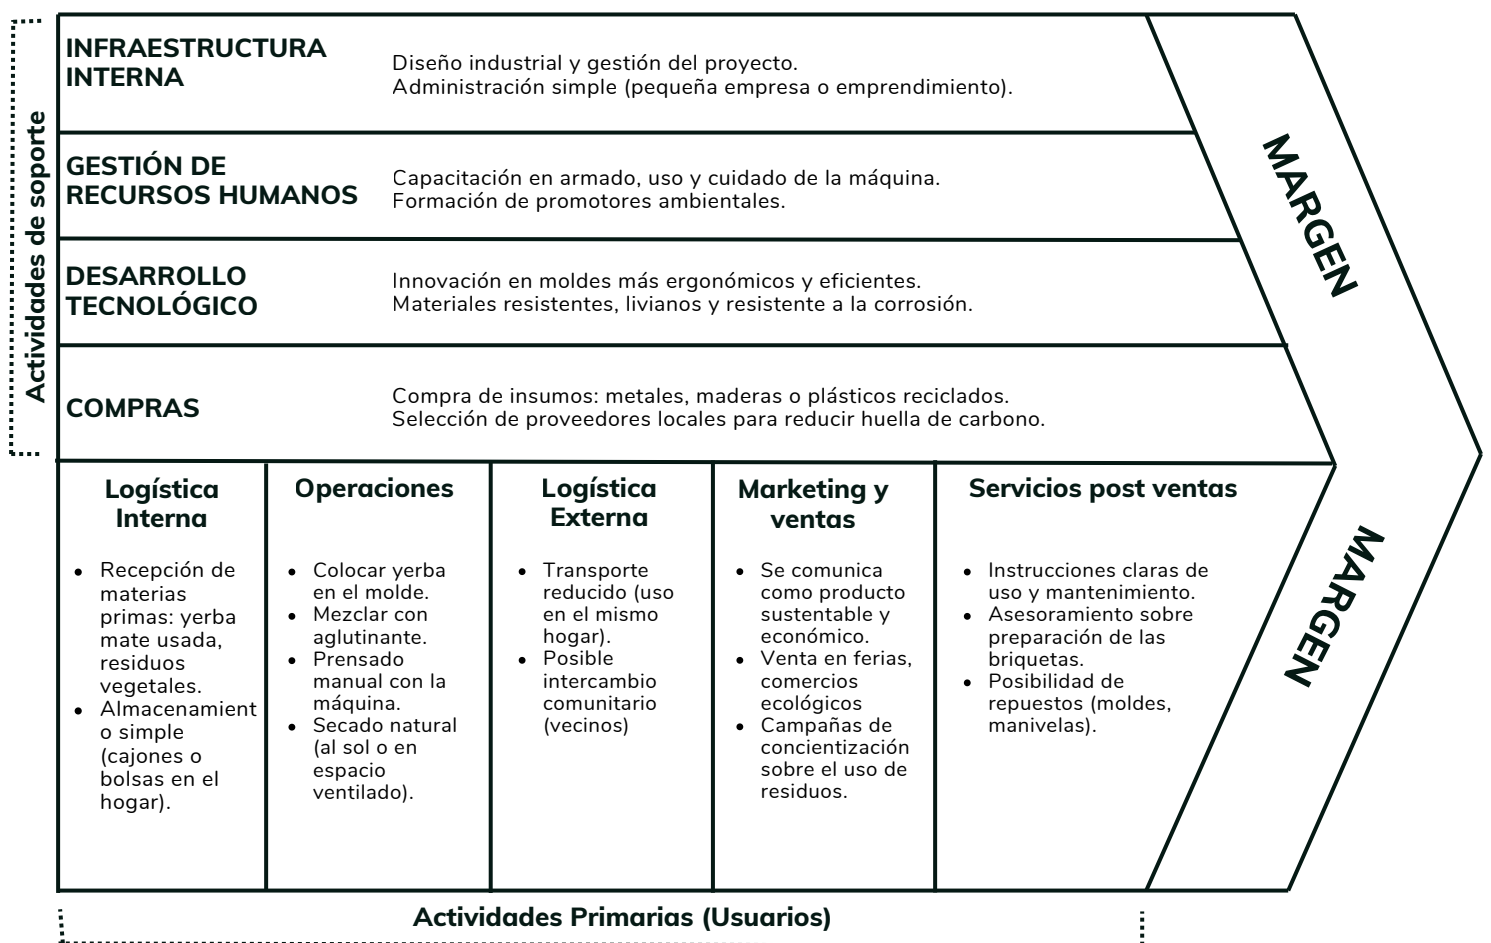 Actividades de soporte
INFRAESTRUCTURA
INTERNA
Diseño industrial y gestión del proyecto.
Administración simple (pequeña empresa o emprendimiento).
GESTIÓN DE
RECURSOS HUMANOS
Capacitación en armado, uso y cuidado de la máquina.
Formación de promotores ambientales.
DESARROLLO
TECNOLÓGICO
Innovación en moldes más ergonómicos y eficientes.
Materiales resistentes, livianos y resistente a la corrosión.
COMPRAS
Compra de insumos: metales, maderas o plásticos reciclados.
Selección de proveedores locales para reducir huella de carbono.
MARGEN
Logística
Interna
• Recepción de
materias
primas: yerba
mate usada,
residuos
vegetales.
• Almacenamient
o simple
(cajones o
bolsas en el
hogar).
Operaciones
• Colocar yerba
en el molde.
• Mezclar con
aglutinante.
• Prensado
manual con la
máquina.
• Secado natural
(al sol o en
espacio
ventilado).
Logística
Externa
• Transporte
reducido (uso
en el mismo
hogar).
• Posible
intercambio
comunitario
(vecinos)
Marketing y
ventas
• Se comunica
como producto
sustentable y
económico.
• Venta en ferias,
comercios
ecológicos
• Campañas de
concientización
sobre el uso de
residuos.
Servicios post ventas
• Instrucciones claras de
uso y mantenimiento.
• Asesoramiento sobre
preparación de las
briquetas.
• Posibilidad de
repuestos (moldes,
manivelas).
MARGEN
Actividades Primarias (Usuarios)